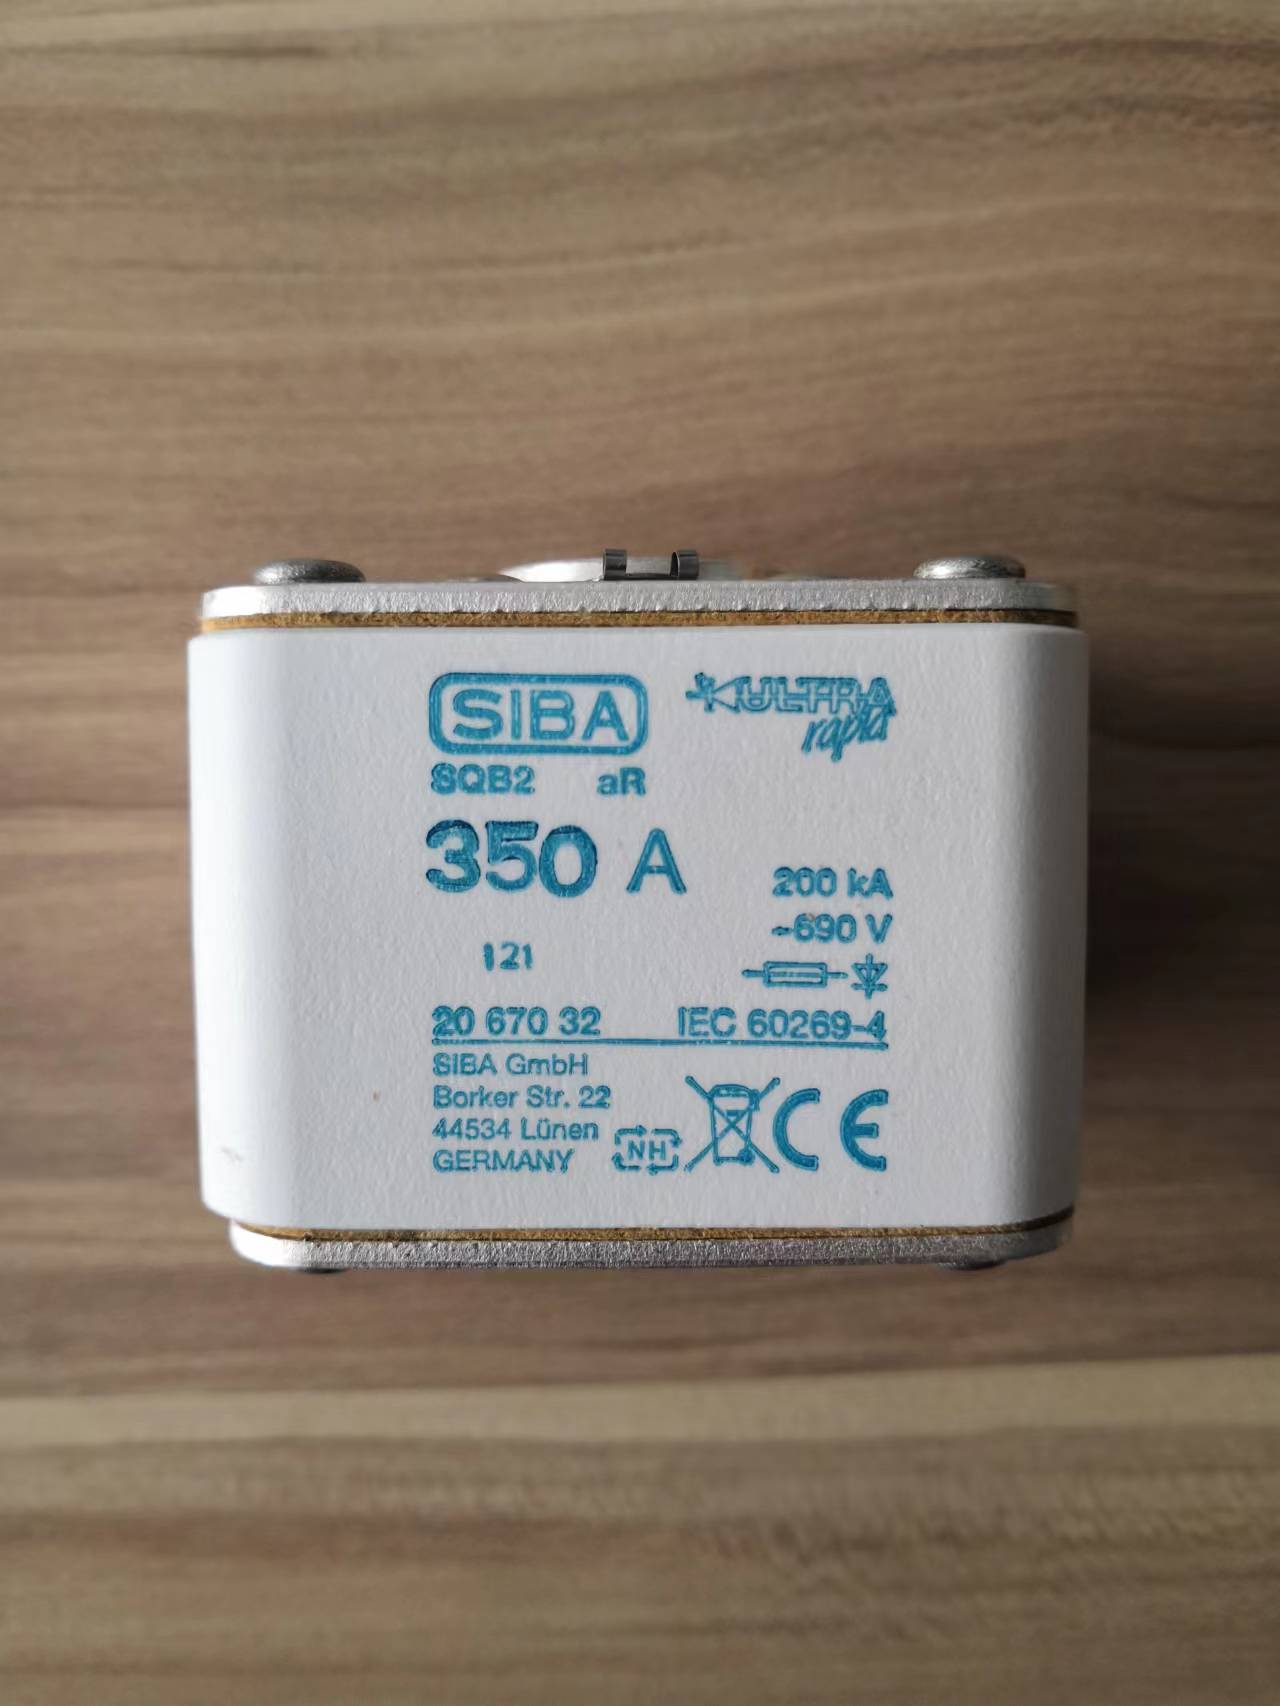 SIBA ULTRA
rapid
SQB2 aR
350 A
200 kA
~690 V
121
20 670 32 IEC 60269-4
SIBA GmbH
Borker Str. 22
44534 Lünen
GERMANY
NH CE